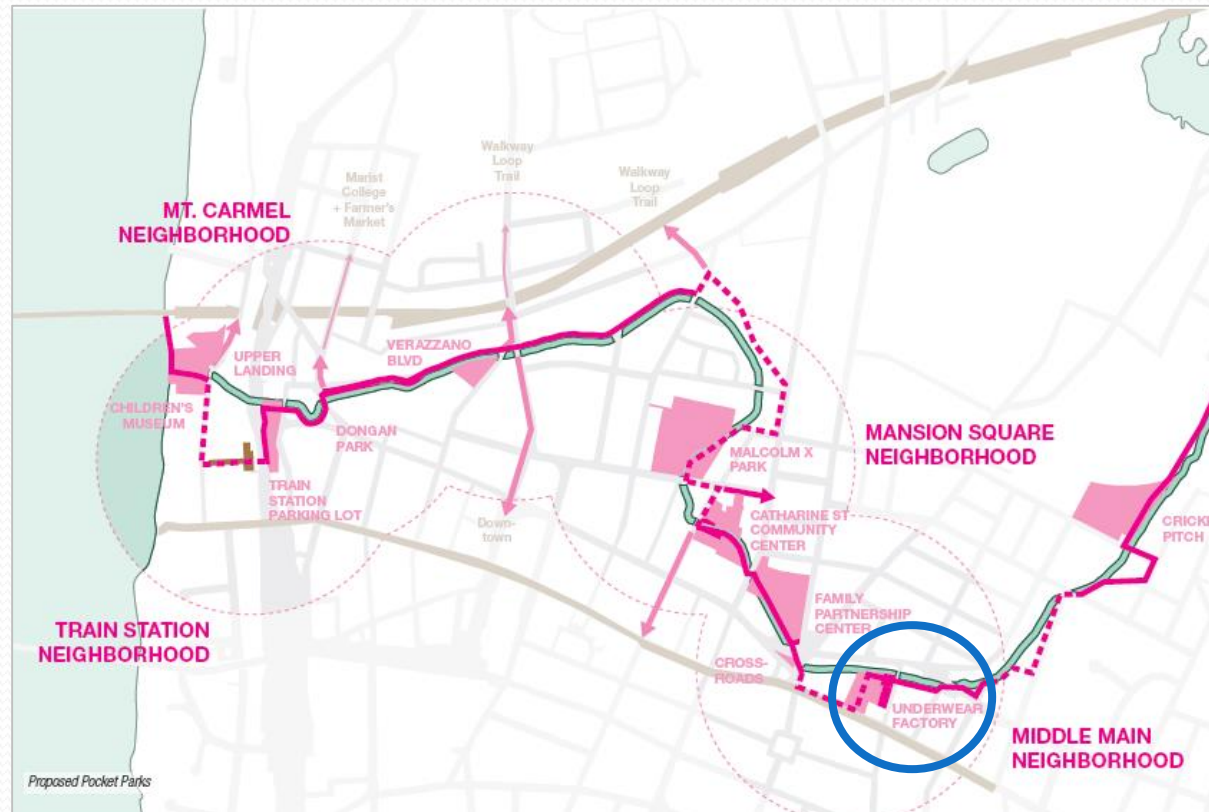 Walkway
Loop
Trail
Walkway
Loop
Trail
Marist
College
+ Farmer's
Market
MT. CARMEL
NEIGHBORHOOD
UPPER
LANDING
VERAZZANO
BLVD
CHILDREN'S
MUSEUM
DONGAN
PARK
TRAIN
STATION
PARKING LOT
Down-
town
MALCOLM X
PARK
MANSION SQUARE
NEIGHBORHOOD
CATHARINE ST
COMMUNITY
CENTER
CRICKE
PITCH
FAMILY
PARTNERSHIP
CENTER
TRAIN STATION
NEIGHBORHOOD
CROSS-
ROADS
UNDERWEAR
FACTORY
MIDDLE MAIN
NEIGHBORHOOD
Proposed Pocket Parks